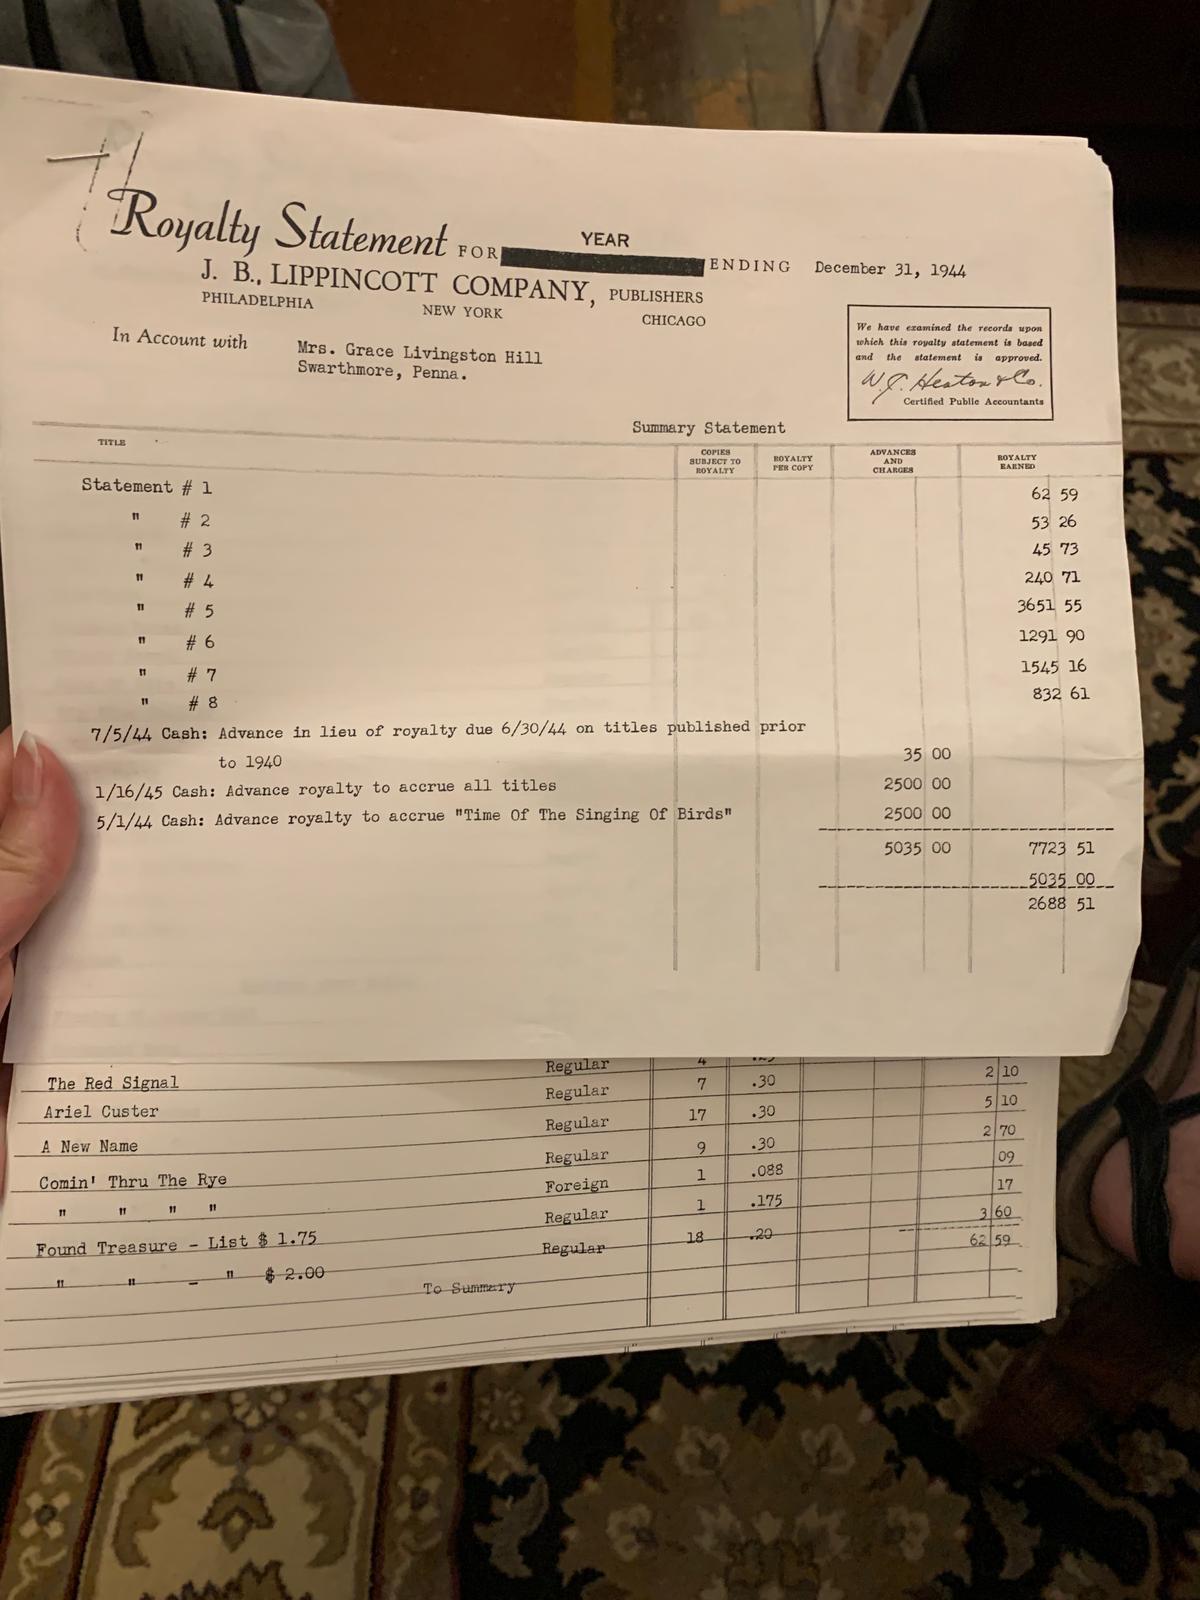 Royalty Statement FOR YEAR ENDING December 31, 1944
J. B. LIPPINCOTT COMPANY, PUBLISHERS
PHILADELPHIA NEW YORK CHICAGO
In Account with Mrs. Grace Livingston Hill
Swarthmore, Penna.
We have examined the records upon
which this royalty statement is based
and the statement is approved.
W. J. Heaton & Co.
Certified Public Accountants
Summary Statement
TITLE COPIES SUBJECT TO ROYALTY ROYALTY PER COPY ADVANCES AND CHARGES ROYALTY EARNED
Statement # 1 62 59
" # 2 53 26
" # 3 45 73
" # 4 240 71
" # 5 3651 55
" # 6 1291 90
" # 7 1545 16
" # 8 832 61
7/5/44 Cash: Advance in lieu of royalty due 6/30/44 on titles published prior
to 1940 35 00
1/16/45 Cash: Advance royalty to accrue all titles 2500 00
5/1/44 Cash: Advance royalty to accrue "Time Of The Singing Of Birds" 2500 00
5035 00 7723 51
5035 00
2688 51
Regular 4
The Red Signal Regular 7 .30 2 10
Ariel Custer Regular 17 .30 5 10
A New Name Regular 9 .30 2 70
Comin' Thru The Rye Foreign 1 .088 09
" " " " Regular 1 .175 17
Found Treasure - List $ 1.75 Regular 18 .20 3 60
" " - " $ 2.00 62 59
To Summary